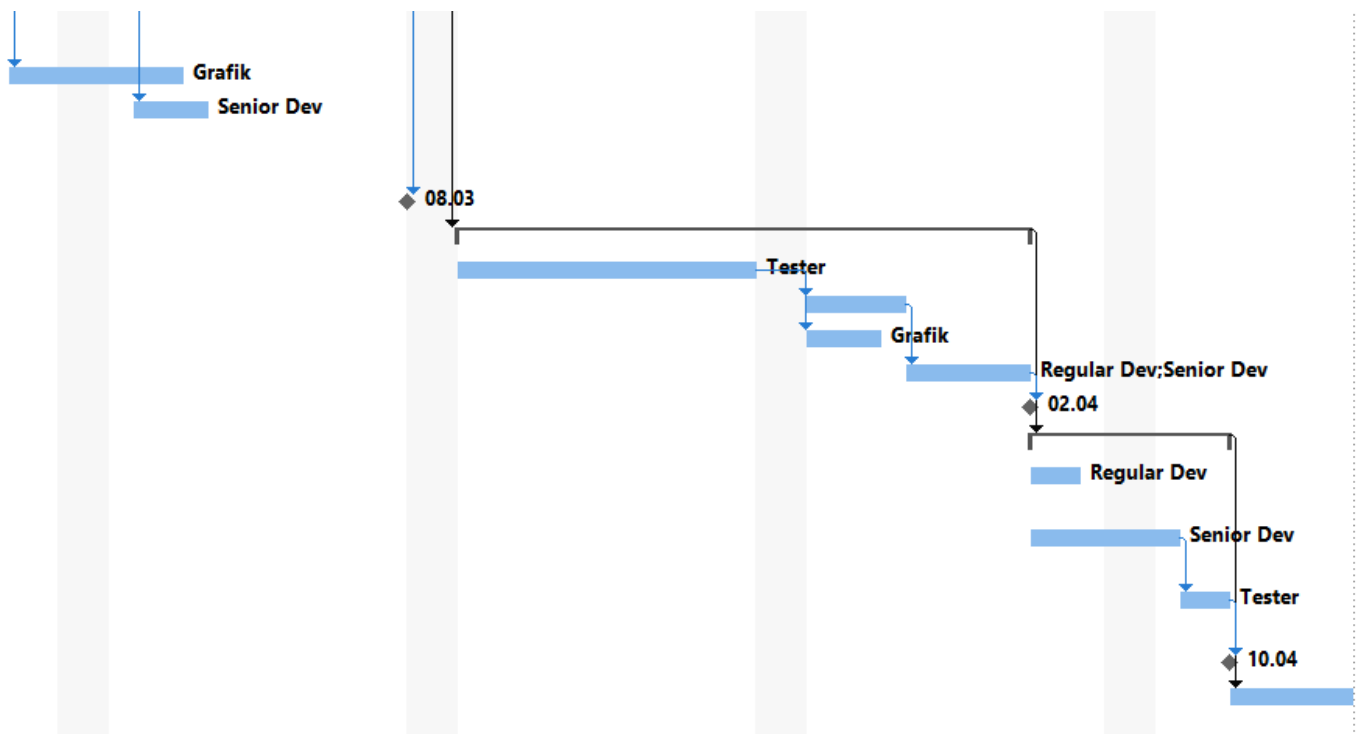 Grafik
Senior Dev
08.03
Tester
Grafik
Regular Dev;Senior Dev
02.04
Regular Dev
Senior Dev
Tester
10.04